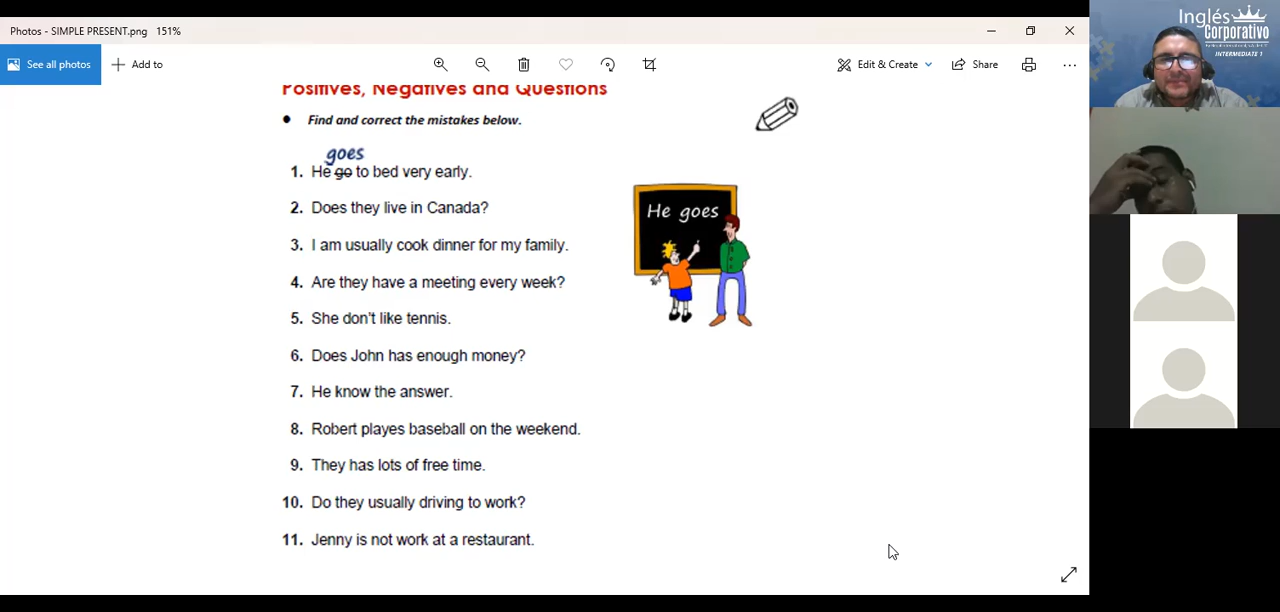 Photos - SIMPLE PRESENT.png 151%
See all photos
Add to
Edit & Create
Share
Positives, Negatives and Questions
Find and correct the mistakes below.
goes
1. He go to bed very early.
2. Does they live in Canada?
3. I am usually cook dinner for my family.
4. Are they have a meeting every week?
5. She don't like tennis.
6. Does John has enough money?
7. He know the answer.
8. Robert playes baseball on the weekend.
9. They has lots of free time.
10. Do they usually driving to work?
11. Jenny is not work at a restaurant.
He goes
Inglés
Corporativo
INTERMEDIATE 1